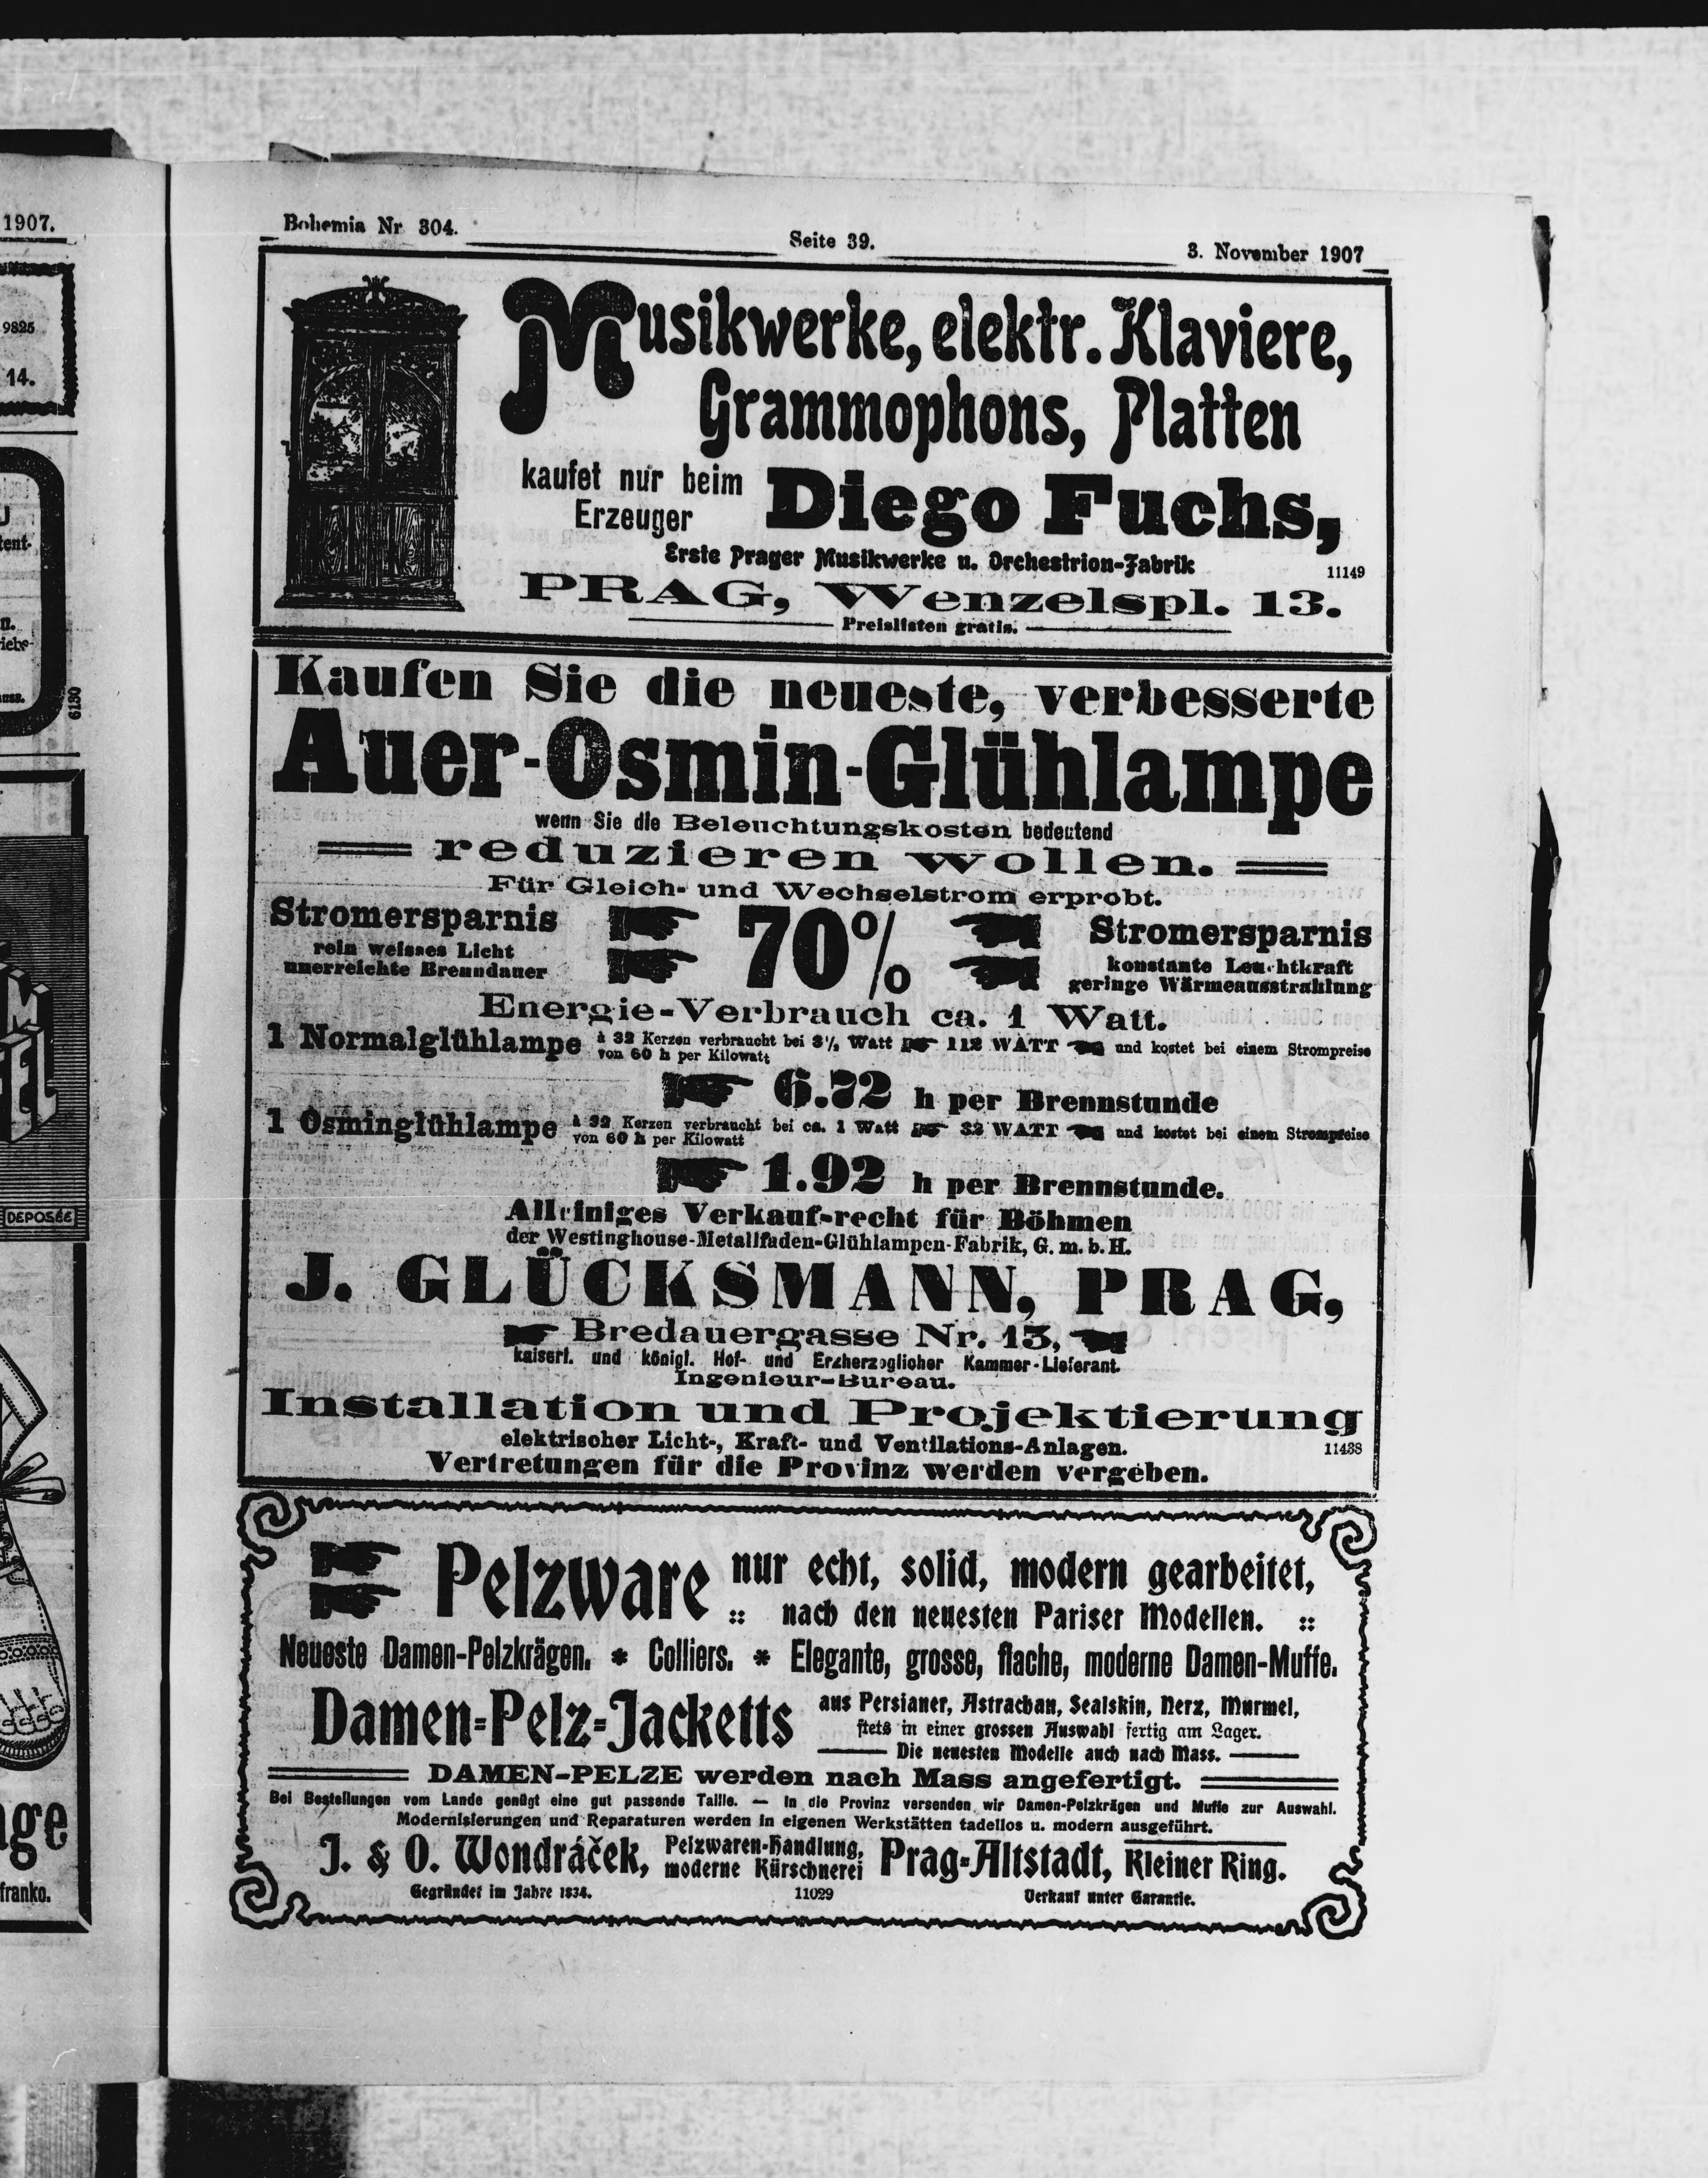 1907.
9825
14.
tent-
6130
DEPOSÉE
franko.
Bohemia Nr 304.
Seite 39.
3. November 1907
Musikwerke, elektr. Klaviere,
Grammophons, Platten
kaufet nur beim
Erzeuger
Diego Fuchs,
Erste Prager Musikwerke u. Orchestrion-Fabrik
11149
PRAG, Wenzelspl. 13.
Preislisten gratis.
Kaufen Sie die neueste, verbesserte
Auer-Osmin-Glühlampe
wenn Sie die Beleuchtungskosten bedeutend
reduzieren wollen.
Für Gleich- und Wechselstrom erprobt.
Stromersparnis
rein weisses Licht
unerreichte Brenndauer
70%
Stromersparnis
konstante Leuchtkraft
geringe Wärmeausstrahlung
Energie-Verbrauch ca. 1 Watt.
1 Normalglühlampe à 32 Kerzen verbraucht bei 3½ Watt 112 WATT und kostet bei einem Strompreise
von 60 h per Kilowatt
6.72 h per Brennstunde
1 Osminglühlampe à 32 Kerzen verbraucht bei ca. 1 Watt 32 WATT und kostet bei einem Strompreise
von 60 h per Kilowatt
1.92 h per Brennstunde.
Alleiniges Verkaufsrecht für Böhmen
der Westinghouse-Metallfaden-Glühlampen-Fabrik, G. m. b. H.
J. GLÜCKSMANN, PRAG,
Bredauergasse Nr. 13,
kaiserl. und königl. Hof- und Erzherzoglicher Kammer-Lieferant.
Ingenieur-Bureau.
Installation und Projektierung
elektrischer Licht-, Kraft- und Ventilations-Anlagen.
11438
Vertretungen für die Provinz werden vergeben.
Pelzware nur echt, solid, modern gearbeitet,
:: nach den neuesten Pariser Modellen. ::
Neueste Damen-Pelzkrägen. * Colliers. * Elegante, grosse, flache, moderne Damen-Muffe.
Damen-Pelz-Jacketts
aus Persianer, Astrachan, Sealskin, Nerz, Murmel,
stets in einer grossen Auswahl fertig am Lager.
Die neuesten Modelle auch nach Mass.
DAMEN-PELZE werden nach Mass angefertigt.
Bei Bestellungen vom Lande genügt eine gut passende Taille. — In die Provinz versenden wir Damen-Pelzkrägen und Muffe zur Auswahl.
Modernisierungen und Reparaturen werden in eigenen Werkstätten tadellos u. modern ausgeführt.
J. & O. Wondráček, Pelzwaren-Handlung,
moderne Kürschnerei
Prag-Altstadt, Kleiner Ring.
Gegründet im Jahre 1834.
11029
Verkauf unter Garantie.